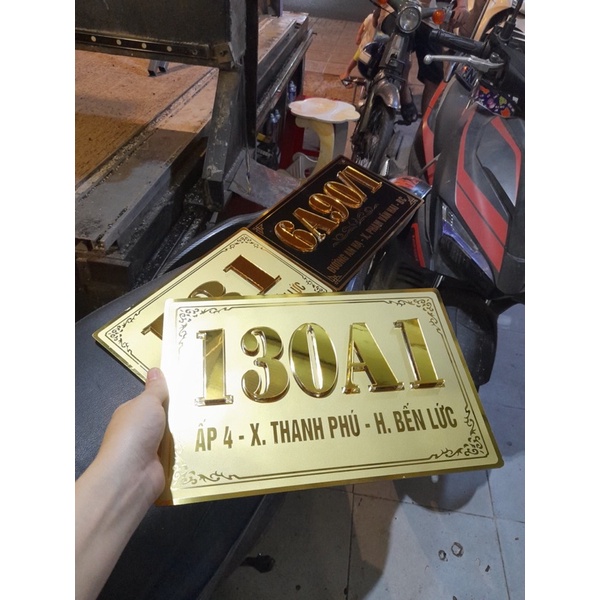 6A90/1
130A1
ẤP 4 - X. THANH PHÚ - H. BẾN LỨC